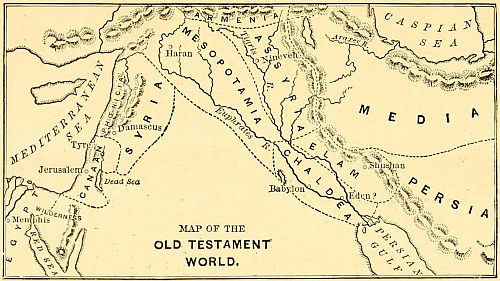 ARMENIA
CASPIAN
SEA
Araxes R.
Haran
MESOPOTAMIA
Tigris
R.
Nineveh
ASSYRIA
MEDIA
MEDITERRANEAN
SEA
PHENICIA
SYRIA
Damascus
Tyre
Euphrates R.
ELAM
Shushan
PERSIA
CHALDEA
Jerusalem
CANAAN
Dead Sea
Babylon
Eden?
Memphis
WILDERNESS
EGYPT
RED SEA
PERSIAN
GULF
MAP OF THE
OLD TESTAMENT
WORLD.